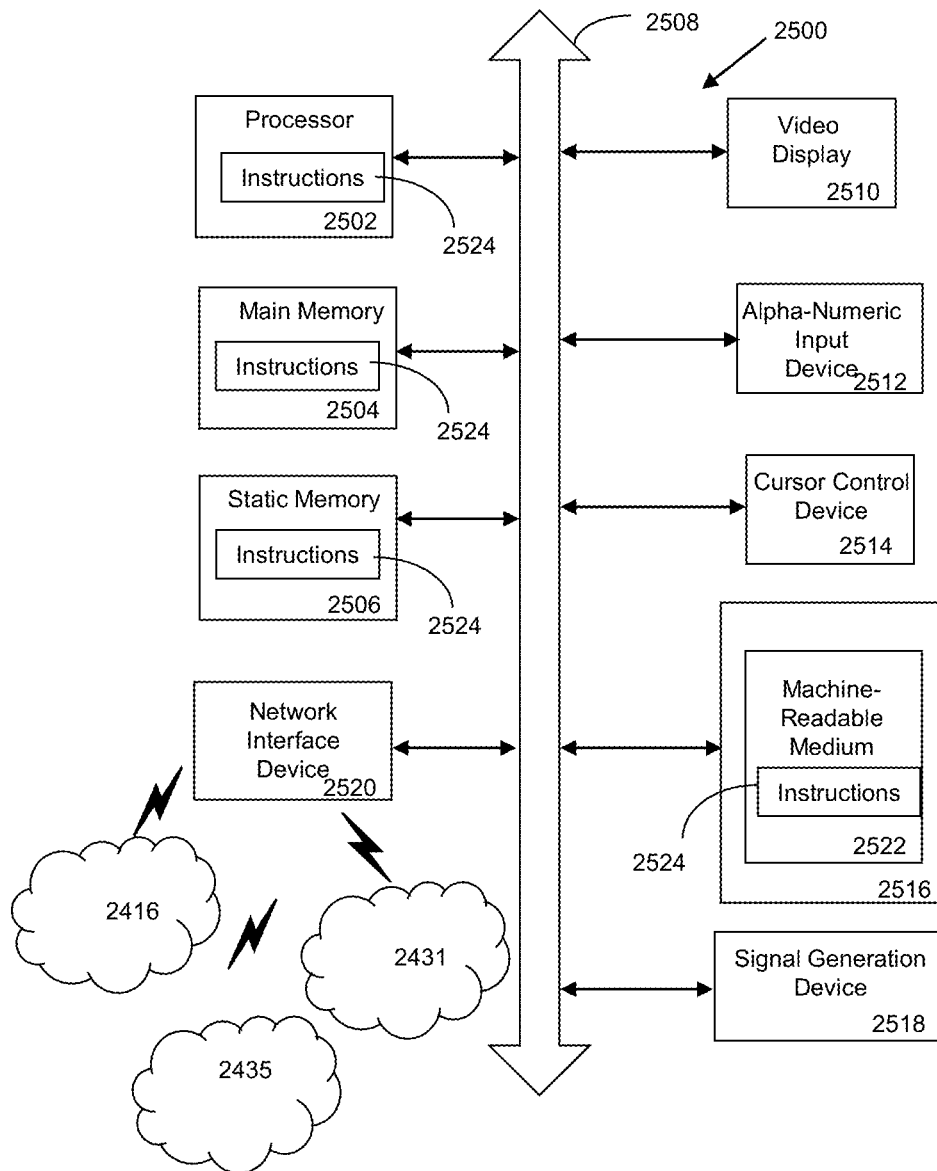 2508
2500
Processor
Instructions
2502
2524
Video
Display
2510
Main Memory
Instructions
2504
2524
Alpha-Numeric
Input
Device
2512
Static Memory
Instructions
2506
2524
Cursor Control
Device
2514
Network
Interface
Device
2520
Machine-
Readable
Medium
Instructions
2522
2524
2516
2416
2431
2435
Signal Generation
Device
2518